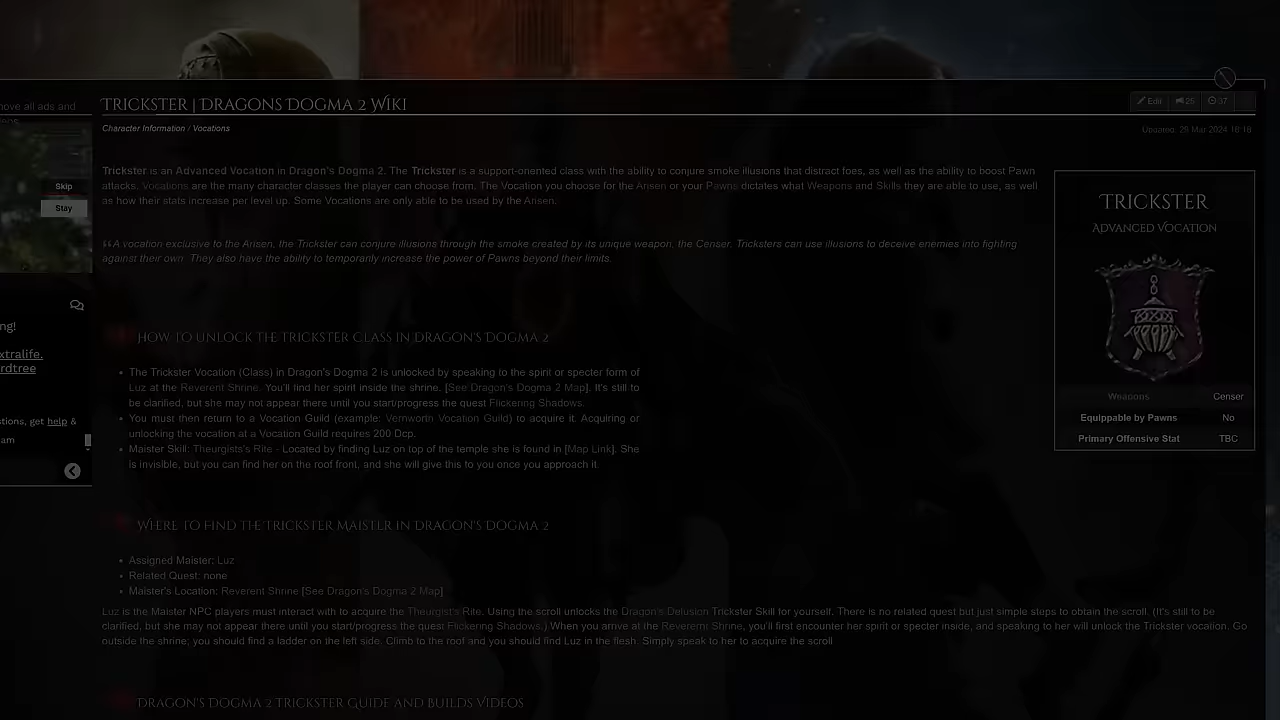 move all ads and
TRICKSTER | DRAGONS DOGMA 2 WIKI
Edit
25
37
Character Information / Vocations
Updated: 25 Mar 2024 18:18
Trickster is an Advanced Vocation in Dragon's Dogma 2. The Trickster is a support-oriented class with the ability to conjure smoke illusions that distract foes, as well as the ability to boost Pawn
attacks. Vocations are the many character classes the player can choose from. The Vocation you choose for the Arisen or your Pawns dictates what Weapons and Skills they are able to use, as well
as how their stats increase per level up. Some Vocations are only able to be used by the Arisen.
Skip
Stay
TRICKSTER
ADVANCED VOCATION
A vocation exclusive to the Arisen, the Trickster can conjure illusions through the smoke created by its unique weapon, the Censer. Tricksters can use illusions to deceive enemies into fighting
against their own. They also have the ability to temporarily increase the power of Pawns beyond their limits.
ng!
xtralife.
rdtree
HOW TO UNLOCK THE TRICKSTER CLASS IN DRAGON'S DOGMA 2
The Trickster Vocation (Class) in Dragon's Dogma 2 is unlocked by speaking to the spirit or specter form of
Luz at the Reverent Shrine. You'll find her spirit inside the shrine. [See Dragon's Dogma 2 Map]. It's still to
be clarified, but she may not appear there until you start/progress the quest Flickering Shadows.
You must then return to a Vocation Guild (example: Vernworth Vocation Guild) to acquire it. Acquiring or
unlocking the vocation at a Vocation Guild requires 200 Dcp.
Maister Skill: Theurgists's Rite - Located by finding Luz on top of the temple she is found in [Map Link]. She
is invisible, but you can find her on the roof front, and she will give this to you once you approach it.
Weapons Censer
Equippable by Pawns No
Primary Offensive Stat TBC
stions, get help &
am
WHERE TO FIND THE TRICKSTER MAISTER IN DRAGON'S DOGMA 2
Assigned Maister: Luz
Related Quest: none
Maister's Location: Reverent Shrine [See Dragon's Dogma 2 Map]
Luz is the Maister NPC players must interact with to acquire the Theurgist's Rite. Using the scroll unlocks the Dragon's Delusion Trickster Skill for yourself. There is no related quest but just simple steps to obtain the scroll. (It's still to
be clarified, but she may not appear there until you start/progress the quest Flickering Shadows.) When you arrive at the Reverernt Shrine, you'll first encounter her spirit or specter inside, and speaking to her will unlock the Trickster vocation. Go
outside the shrine; you should find a ladder on the left side. Climb to the roof and you should find Luz in the flesh. Simply speak to her to acquire the scroll
DRAGON'S DOGMA 2 TRICKSTER GUIDE AND BUILDS VIDEOS